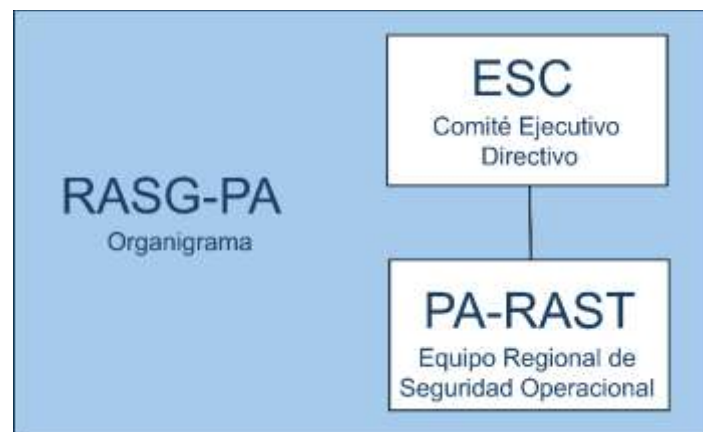 RASG-PA
Organigrama
ESC
Comité Ejecutivo
Directivo
PA-RAST
Equipo Regional de
Seguridad Operacional